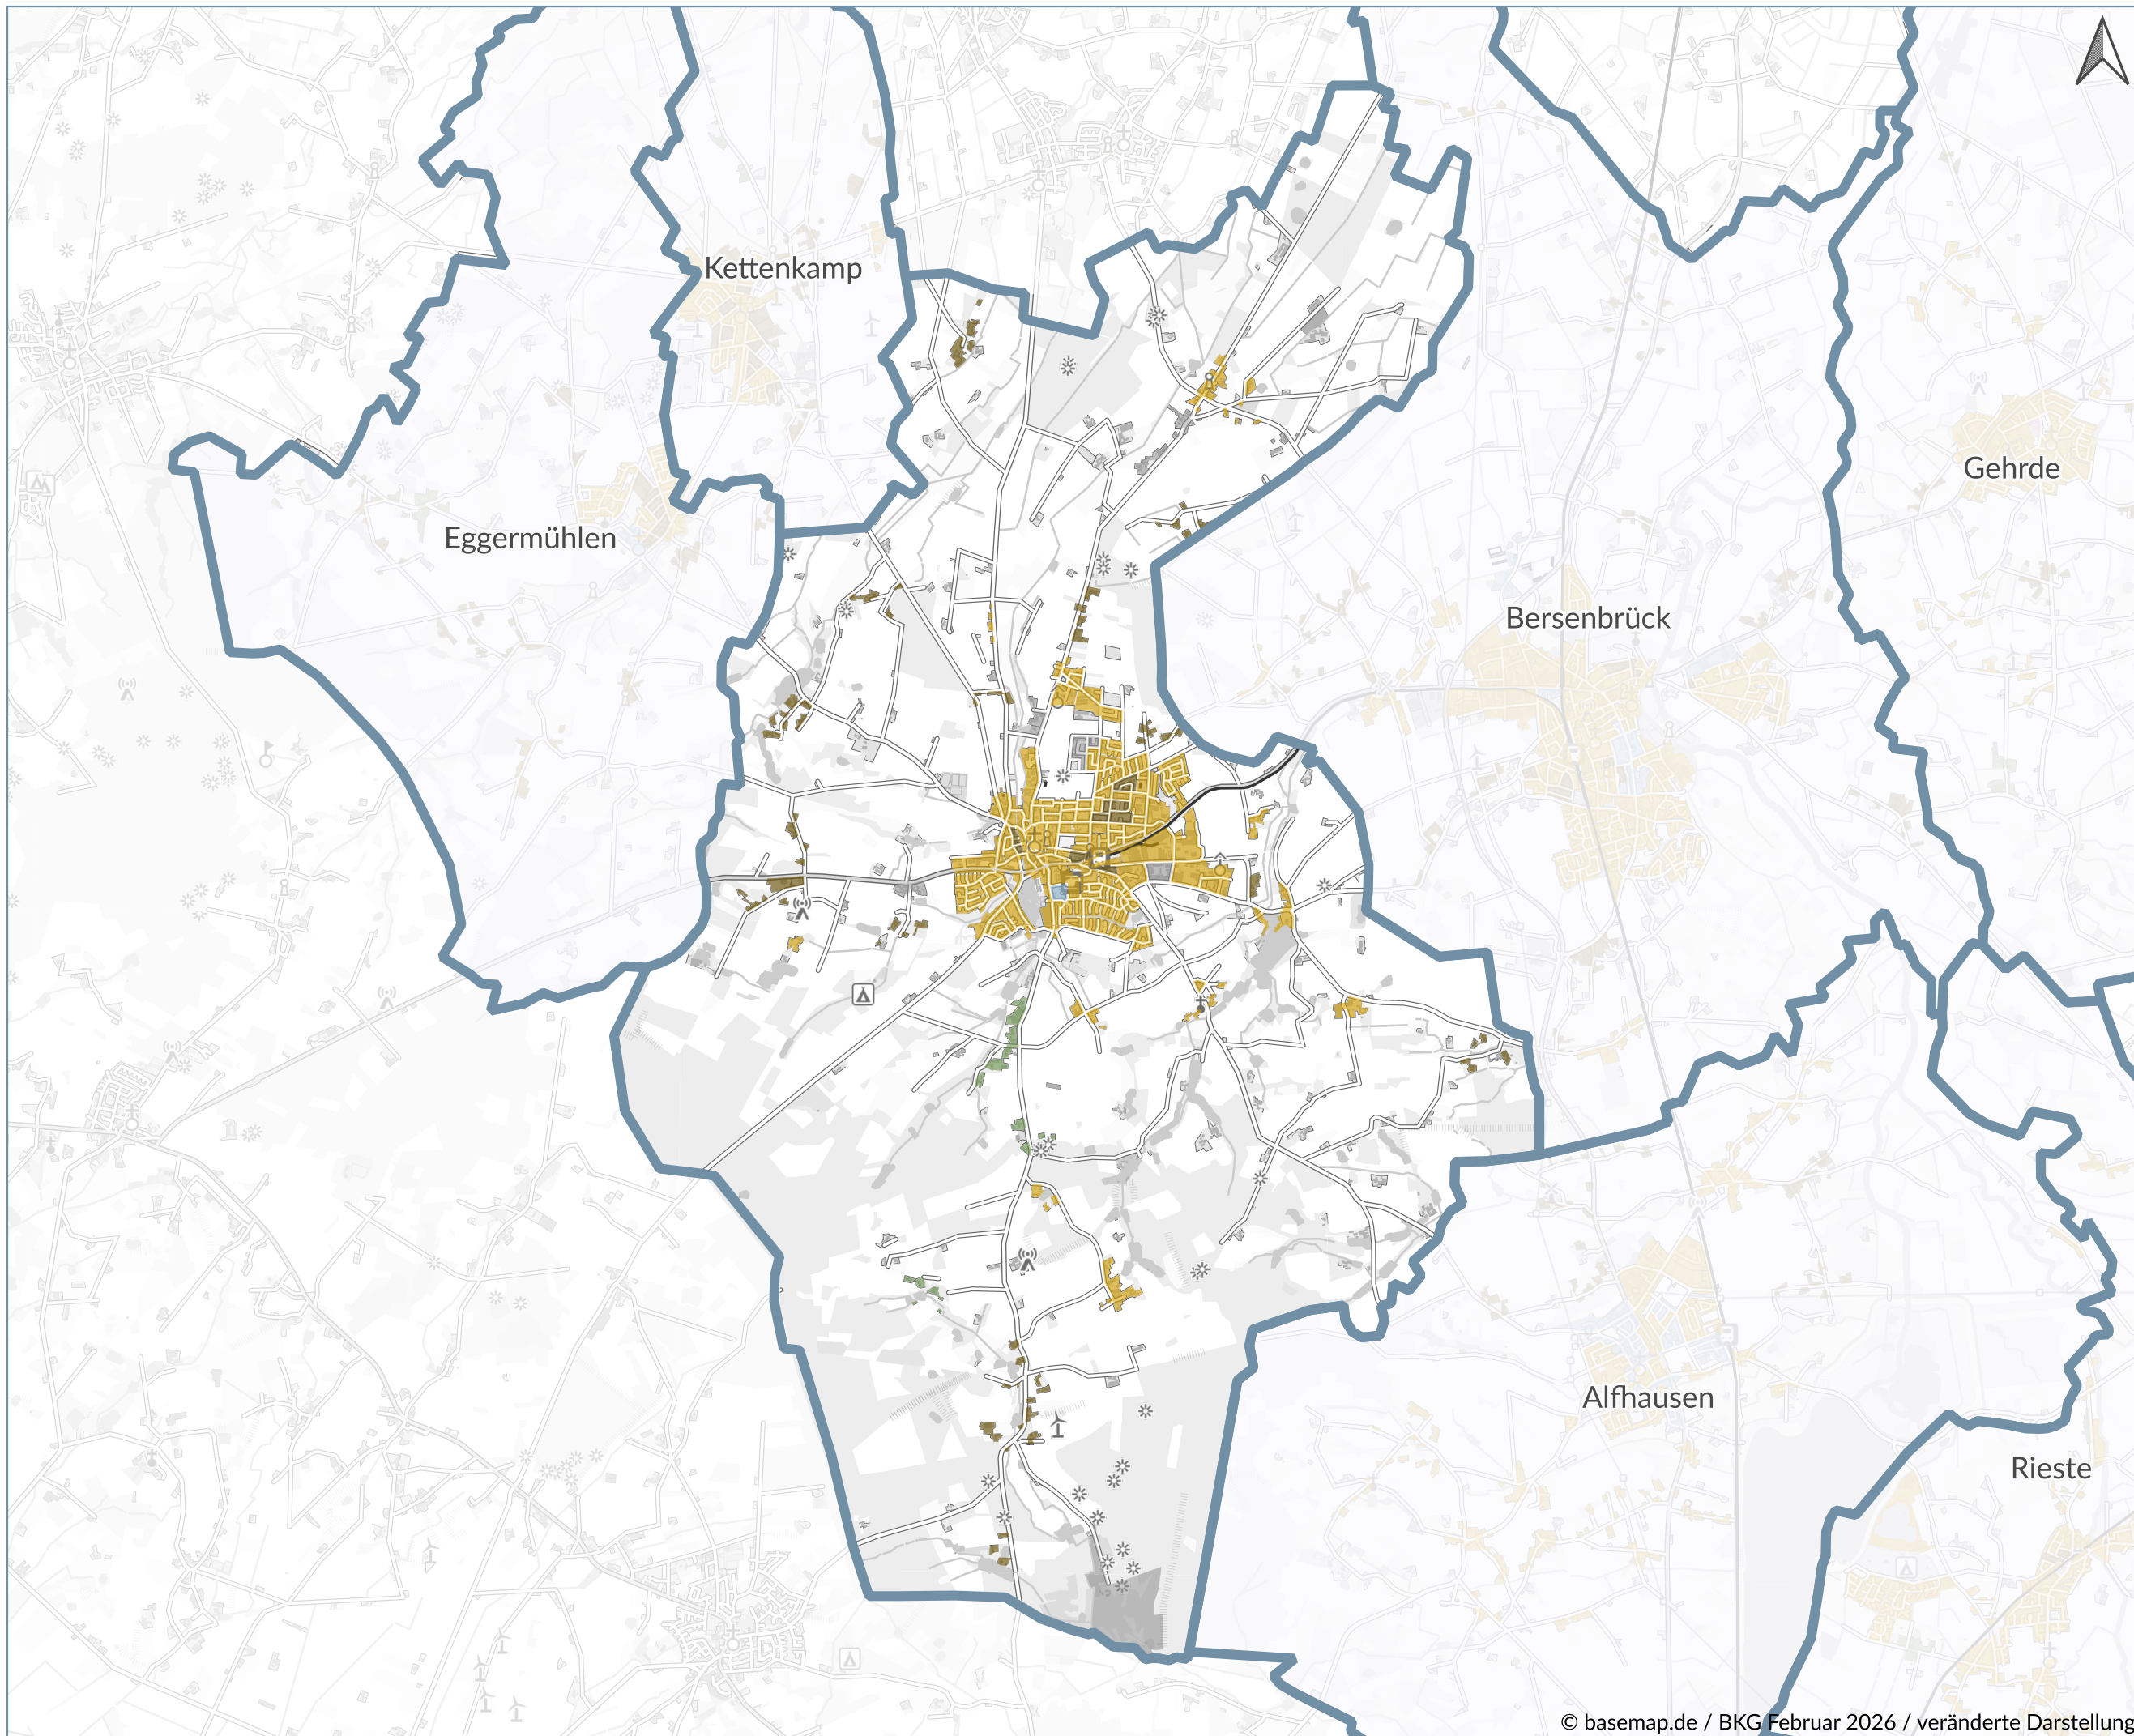 Kettenkamp
Gehrde
Eggermühlen
Bersenbrück
Alfhausen
Rieste
© basemap.de / BKG Februar 2026 / veränderte Darstellung